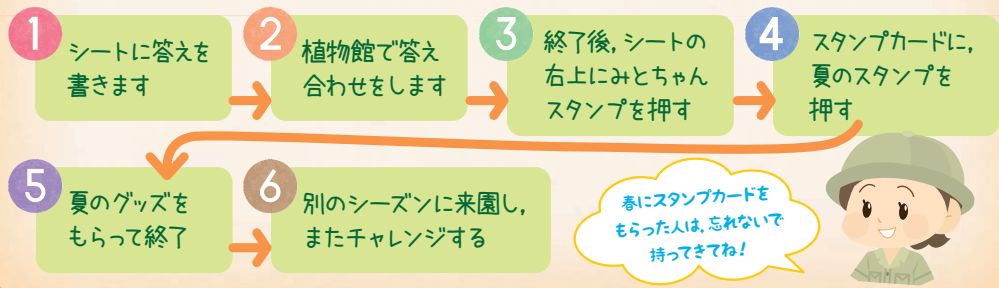 1
シートに答えを
書きます
2
植物館で答え
合わせをします
3
終了後,シートの
右上にみとちゃん
スタンプを押す
4
スタンプカードに,
夏のスタンプを
押す
5
夏のグッズを
もらって終了
6
別のシーズンに来園し,
またチャレンジする
春にスタンプカードを
もらった人は,忘れないで
持ってきてね!